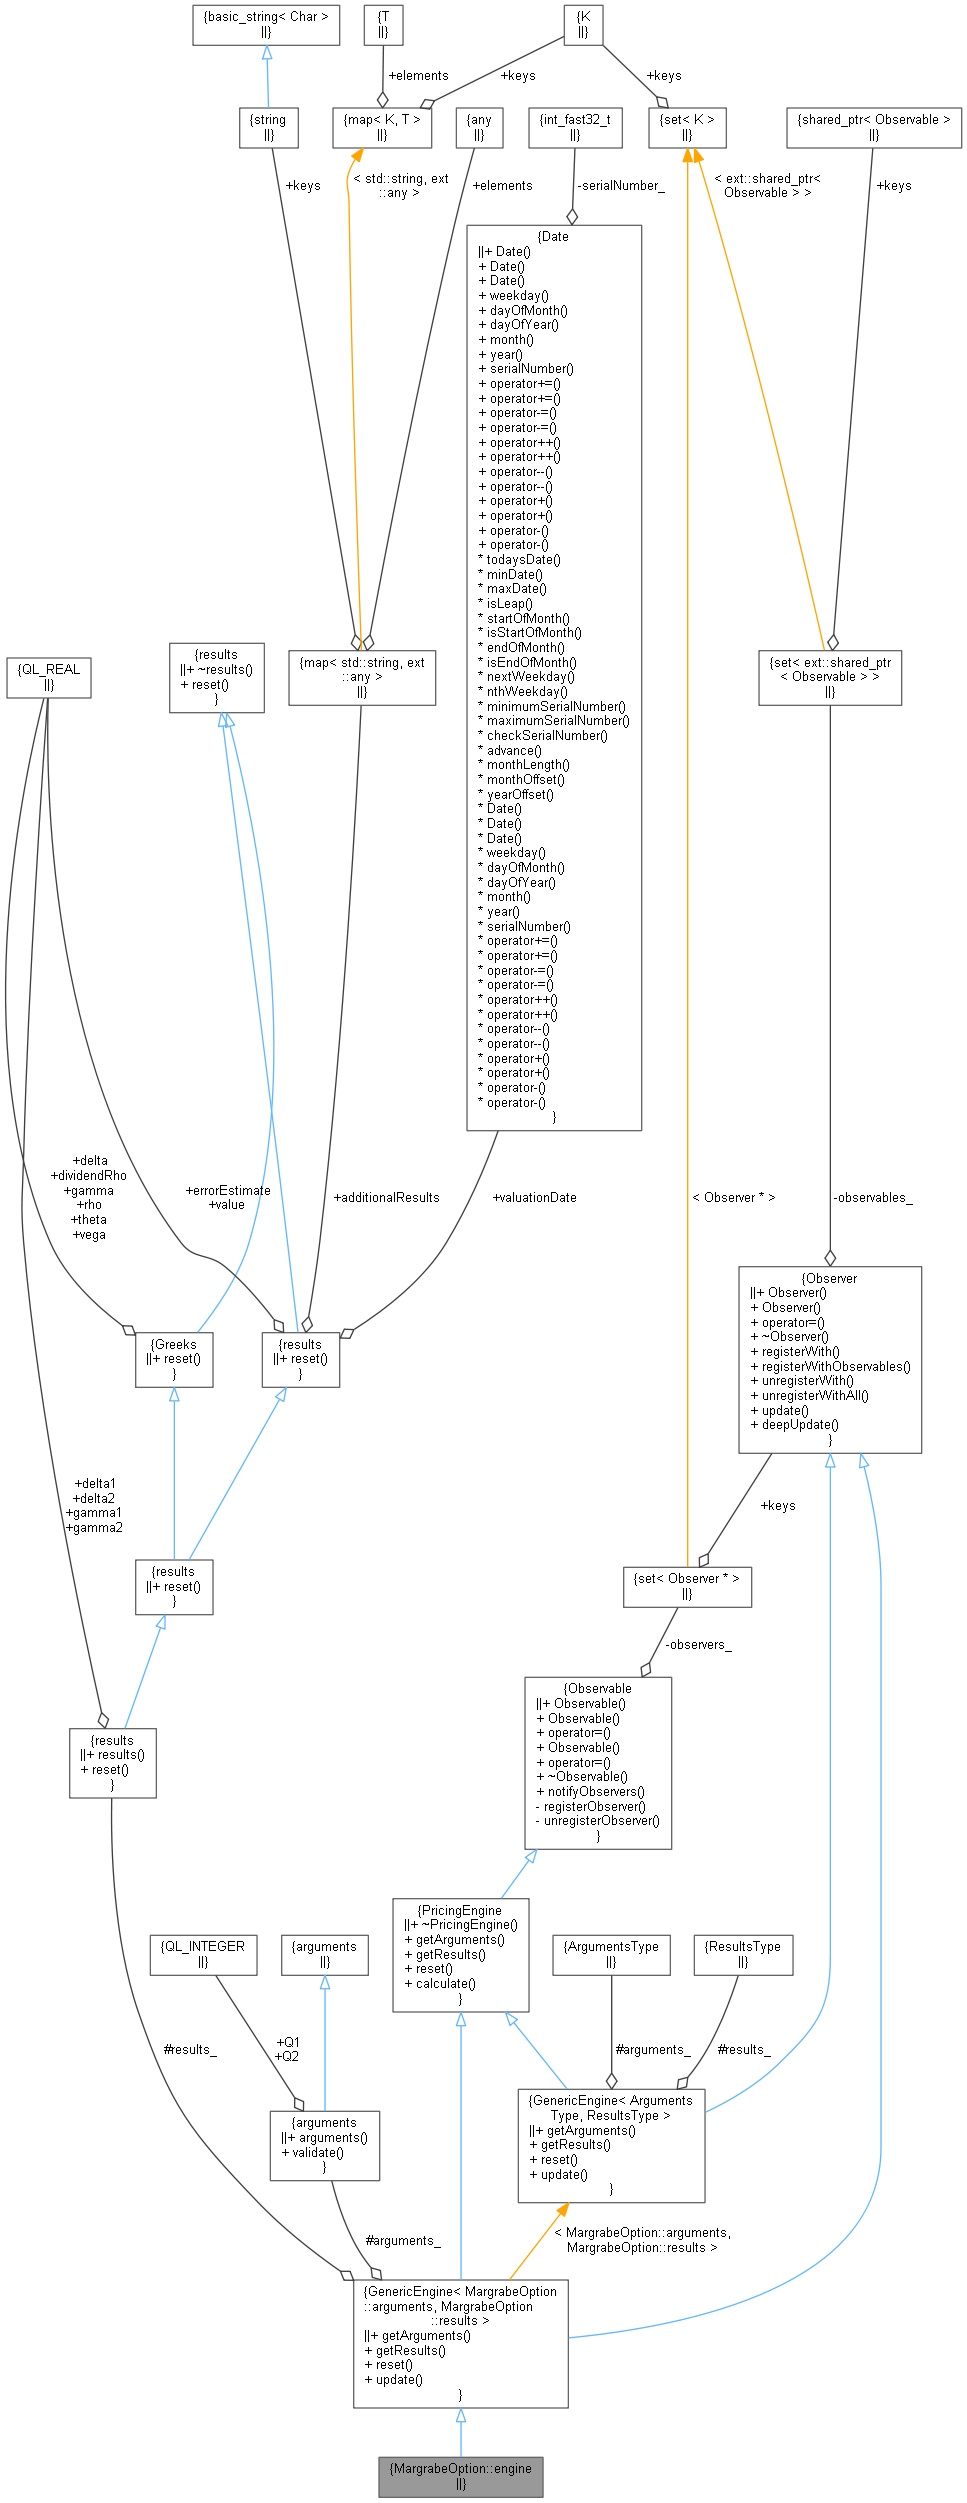 {basic_string< Char >
||}
{T
||}
{K
||}
+elements
+keys
+keys
{string
||}
{map< K, T >
||}
{any
||}
{int_fast32_t
||}
{set< K >
||}
{shared_ptr< Observable >
||}
+keys
< std::string, ext
::any >
+elements
-serialNumber_
< ext::shared_ptr<
Observable > >
+keys
{Date
||+ Date()
+ Date()
+ Date()
+ weekday()
+ dayOfMonth()
+ dayOfYear()
+ month()
+ year()
+ serialNumber()
+ operator+=()
+ operator+=()
+ operator-=()
+ operator-=()
+ operator++()
+ operator++()
+ operator--()
+ operator--()
+ operator+()
+ operator+()
+ operator-()
+ operator-()
* todaysDate()
* minDate()
* maxDate()
* isLeap()
* startOfMonth()
* isStartOfMonth()
* endOfMonth()
* isEndOfMonth()
* nextWeekday()
* nthWeekday()
* minimumSerialNumber()
* maximumSerialNumber()
* checkSerialNumber()
* advance()
* monthLength()
* monthOffset()
* yearOffset()
* Date()
* Date()
* Date()
* weekday()
* dayOfMonth()
* dayOfYear()
* month()
* year()
* serialNumber()
* operator+=()
* operator+=()
* operator-=()
* operator-=()
* operator++()
* operator++()
* operator--()
* operator--()
* operator+()
* operator+()
* operator-()
* operator-()
}
{QL_REAL
||}
{results
||+ ~results()
+ reset()
}
{map< std::string, ext
::any >
||}
{set< ext::shared_ptr
< Observable > >
||}
+delta
+dividendRho
+gamma
+rho
+theta
+vega
+errorEstimate
+value
+additionalResults
+valuationDate
< Observer * >
-observables_
{Greeks
||+ reset()
}
{results
||+ reset()
}
{Observer
||+ Observer()
+ Observer()
+ operator=()
+ ~Observer()
+ registerWith()
+ registerWithObservables()
+ unregisterWith()
+ unregisterWithAll()
+ update()
+ deepUpdate()
}
+delta1
+delta2
+gamma1
+gamma2
+keys
{results
||+ reset()
}
{set< Observer * >
||}
-observers_
{results
||+ results()
+ reset()
}
{Observable
||+ Observable()
+ Observable()
+ operator=()
+ Observable()
+ operator=()
+ ~Observable()
+ notifyObservers()
- registerObserver()
- unregisterObserver()
}
{PricingEngine
||+ ~PricingEngine()
+ getArguments()
+ getResults()
+ reset()
+ calculate()
}
{QL_INTEGER
||}
{arguments
||}
{ArgumentsType
||}
{ResultsType
||}
#results_
+Q1
+Q2
#arguments_
#results_
{arguments
||+ arguments()
+ validate()
}
{GenericEngine< Arguments
Type, ResultsType >
||+ getArguments()
+ getResults()
+ reset()
+ update()
}
#arguments_
< MargrabeOption::arguments,
MargrabeOption::results >
{GenericEngine< MargrabeOption
::arguments, MargrabeOption
::results >
||+ getArguments()
+ getResults()
+ reset()
+ update()
}
{MargrabeOption::engine
||}